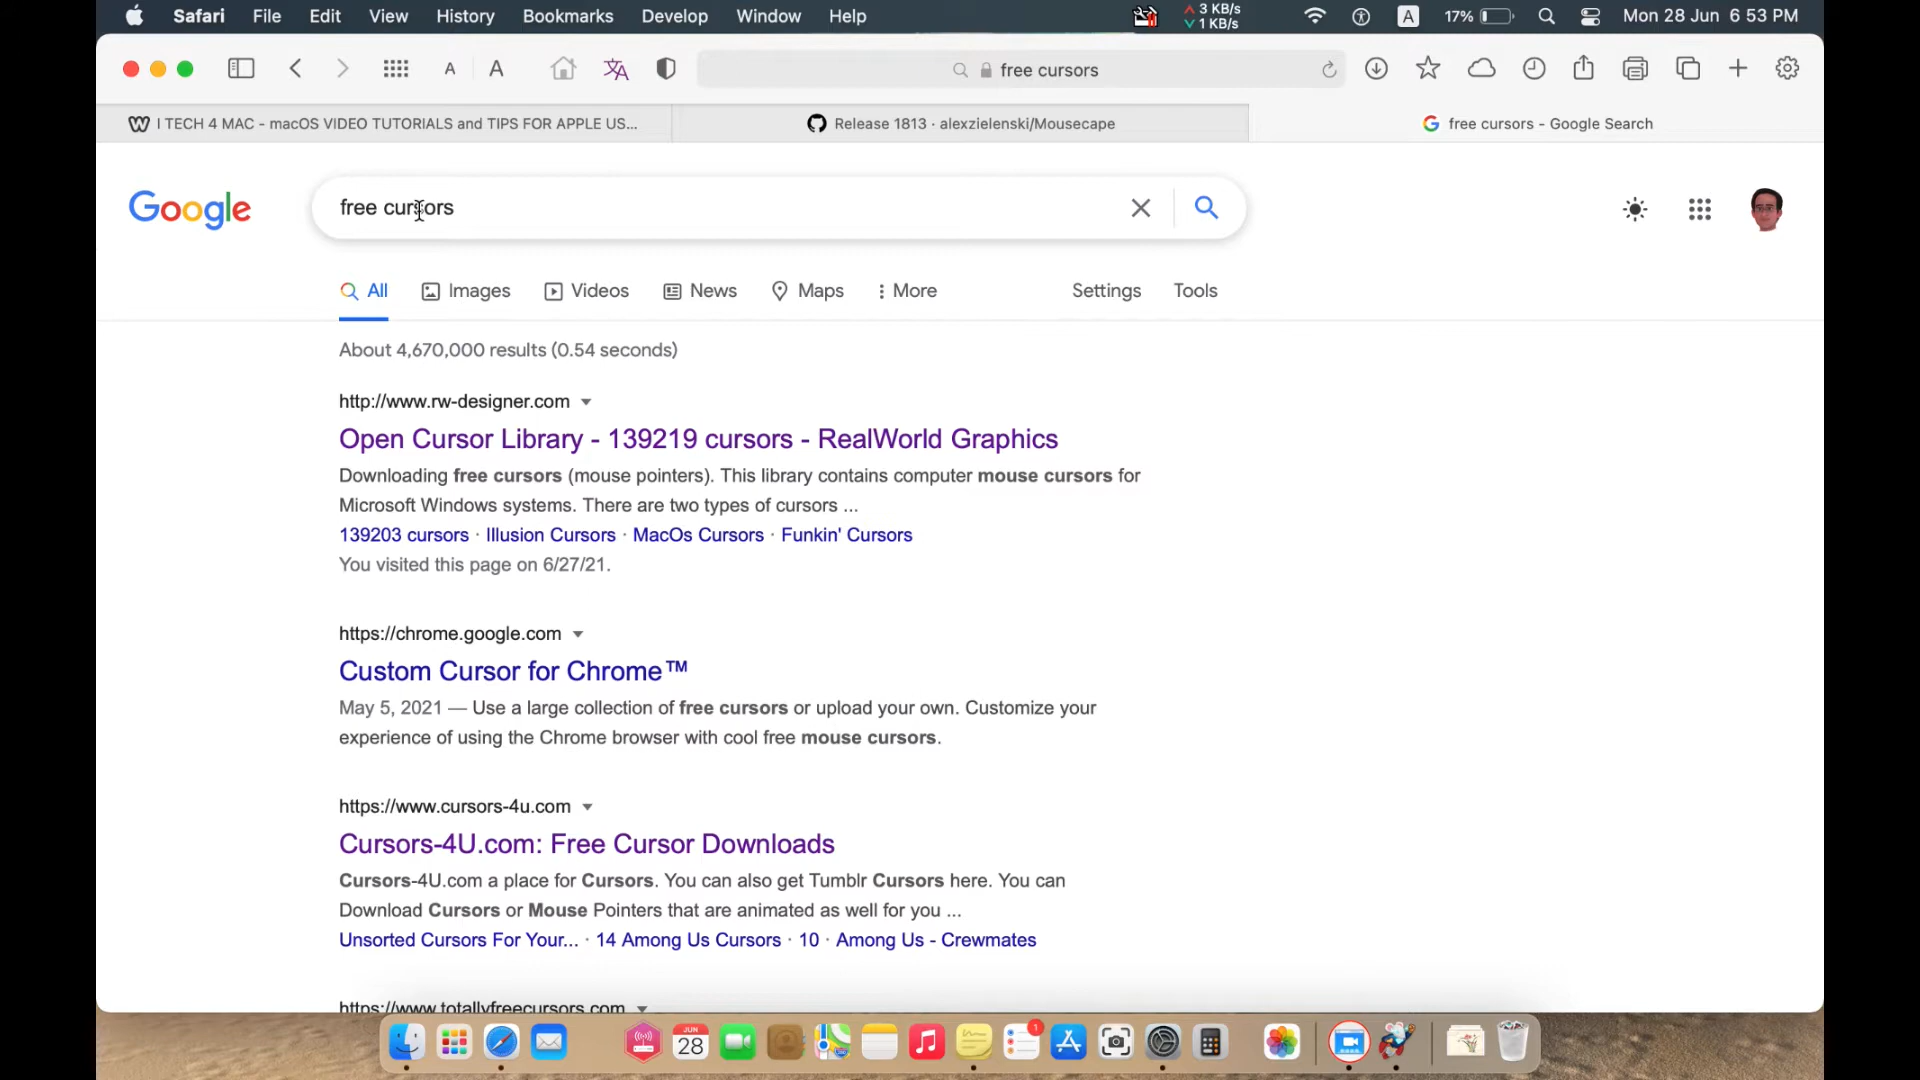 Safari File Edit View History Bookmarks Develop Window Help 3 KB/s 1 KB/s A 17% Mon 28 Jun 6 53 PM
A A free cursors
I TECH 4 MAC - macOS VIDEO TUTORIALS and TIPS FOR APPLE US... Release 1813 · alexzielenski/Mousecape free cursors - Google Search
Google free cursors
All Images Videos News Maps More Settings Tools
About 4,670,000 results (0.54 seconds)
http://www.rw-designer.com
Open Cursor Library - 139219 cursors - RealWorld Graphics
Downloading free cursors (mouse pointers). This library contains computer mouse cursors for
Microsoft Windows systems. There are two types of cursors ...
139203 cursors · Illusion Cursors · MacOs Cursors · Funkin' Cursors
You visited this page on 6/27/21.
https://chrome.google.com
Custom Cursor for Chrome™
May 5, 2021 — Use a large collection of free cursors or upload your own. Customize your
experience of using the Chrome browser with cool free mouse cursors.
https://www.cursors-4u.com
Cursors-4U.com: Free Cursor Downloads
Cursors-4U.com a place for Cursors. You can also get Tumblr Cursors here. You can
Download Cursors or Mouse Pointers that are animated as well for you ...
Unsorted Cursors For Your... · 14 Among Us Cursors · 10 · Among Us - Crewmates
https://www.totallyfreecursors.com
JUN
28
1